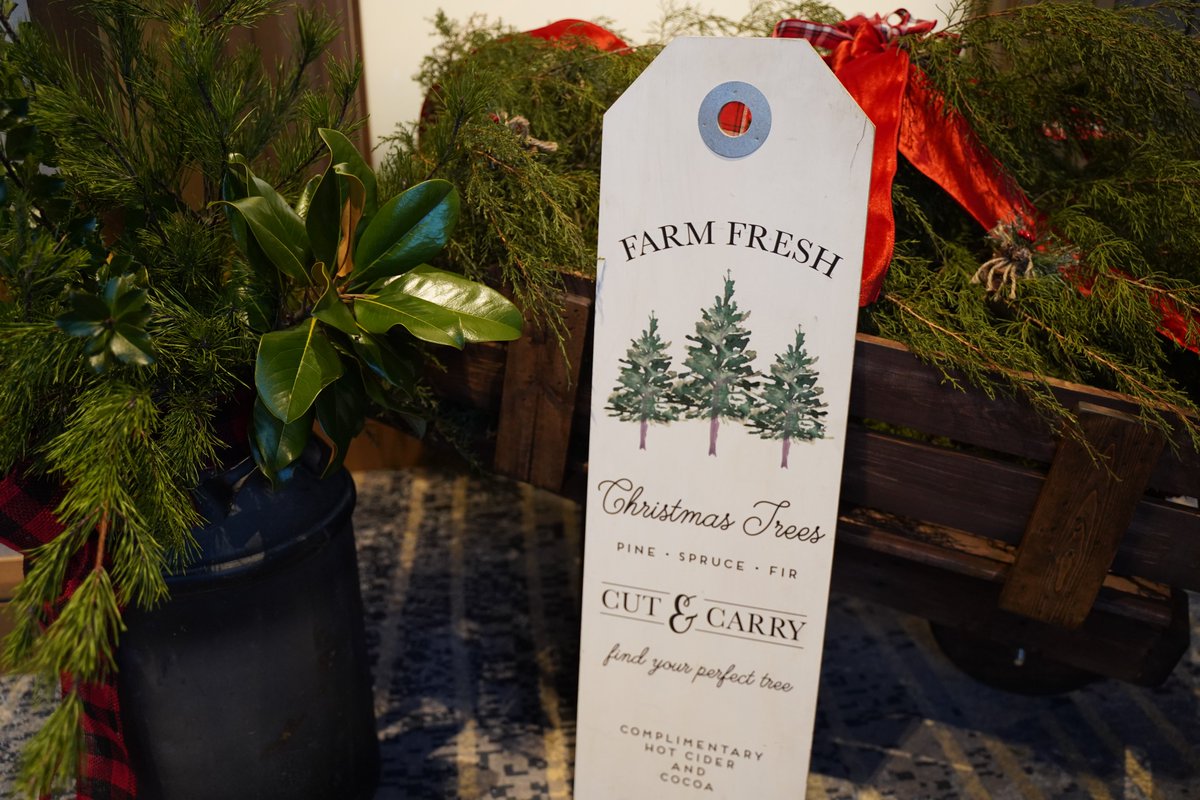 FARM FRESH
Christmas Trees
PINE · SPRUCE · FIR
CUT & CARRY
find your perfect tree
COMPLIMENTARY
HOT CIDER
AND
COCOA